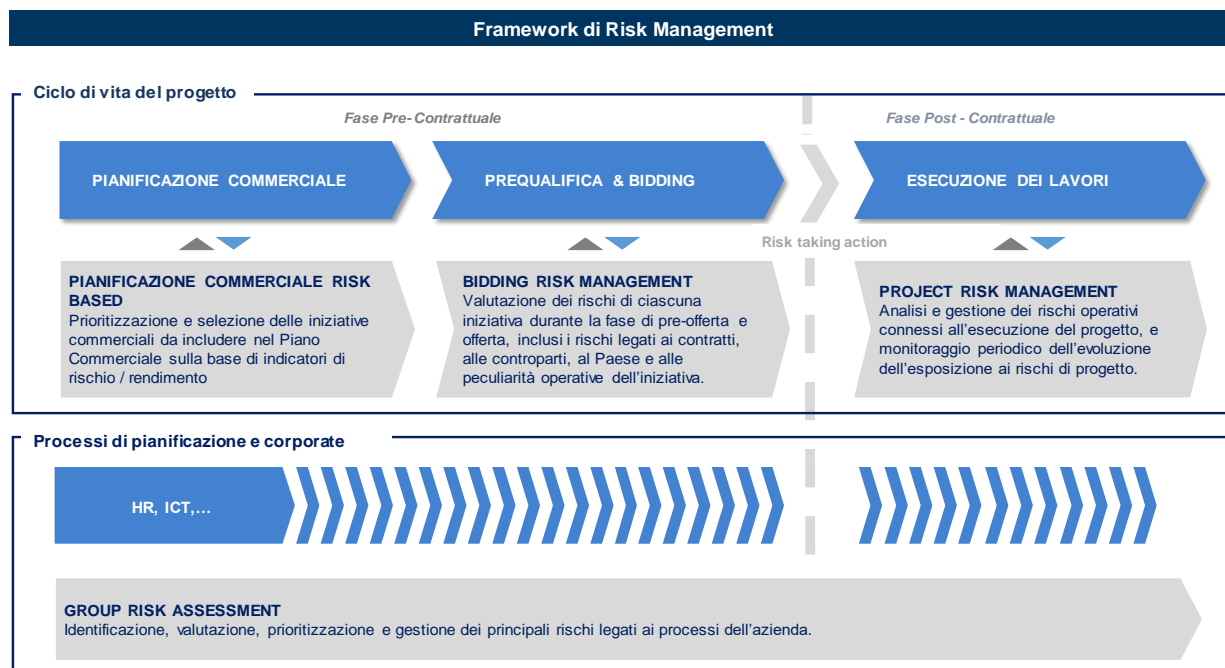 Framework di Risk Management
Ciclo di vita del progetto
Fase Pre-Contrattuale
Fase Post - Contrattuale
PIANIFICAZIONE COMMERCIALE
PREQUALIFICA & BIDDING
ESECUZIONE DEI LAVORI
Risk taking action
PIANIFICAZIONE COMMERCIALE RISK
BASED
Prioritizzazione e selezione delle iniziative
commerciali da includere nel Piano
Commerciale sulla base di indicatori di
rischio / rendimento
BIDDING RISK MANAGEMENT
Valutazione dei rischi di ciascuna
iniziativa durante la fase di pre-offerta e
offerta, inclusi i rischi legati ai contratti,
alle controparti, al Paese e alle
peculiarità operative dell'iniziativa.
PROJECT RISK MANAGEMENT
Analisi e gestione dei rischi operativi
connessi all'esecuzione del progetto, e
monitoraggio periodico dell'evoluzione
dell'esposizione ai rischi di progetto.
Processi di pianificazione e corporate
HR, ICT,…
GROUP RISK ASSESSMENT
Identificazione, valutazione, prioritizzazione e gestione dei principali rischi legati ai processi dell'azienda.